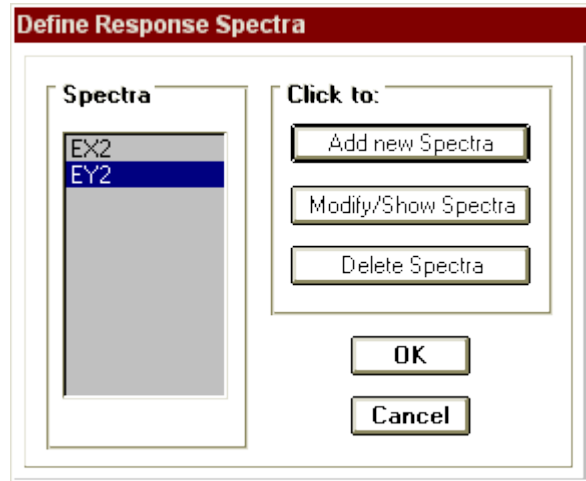 Define Response Spectra
Spectra
EX2
EY2
Click to:
Add new Spectra
Modify/Show Spectra
Delete Spectra
OK
Cancel